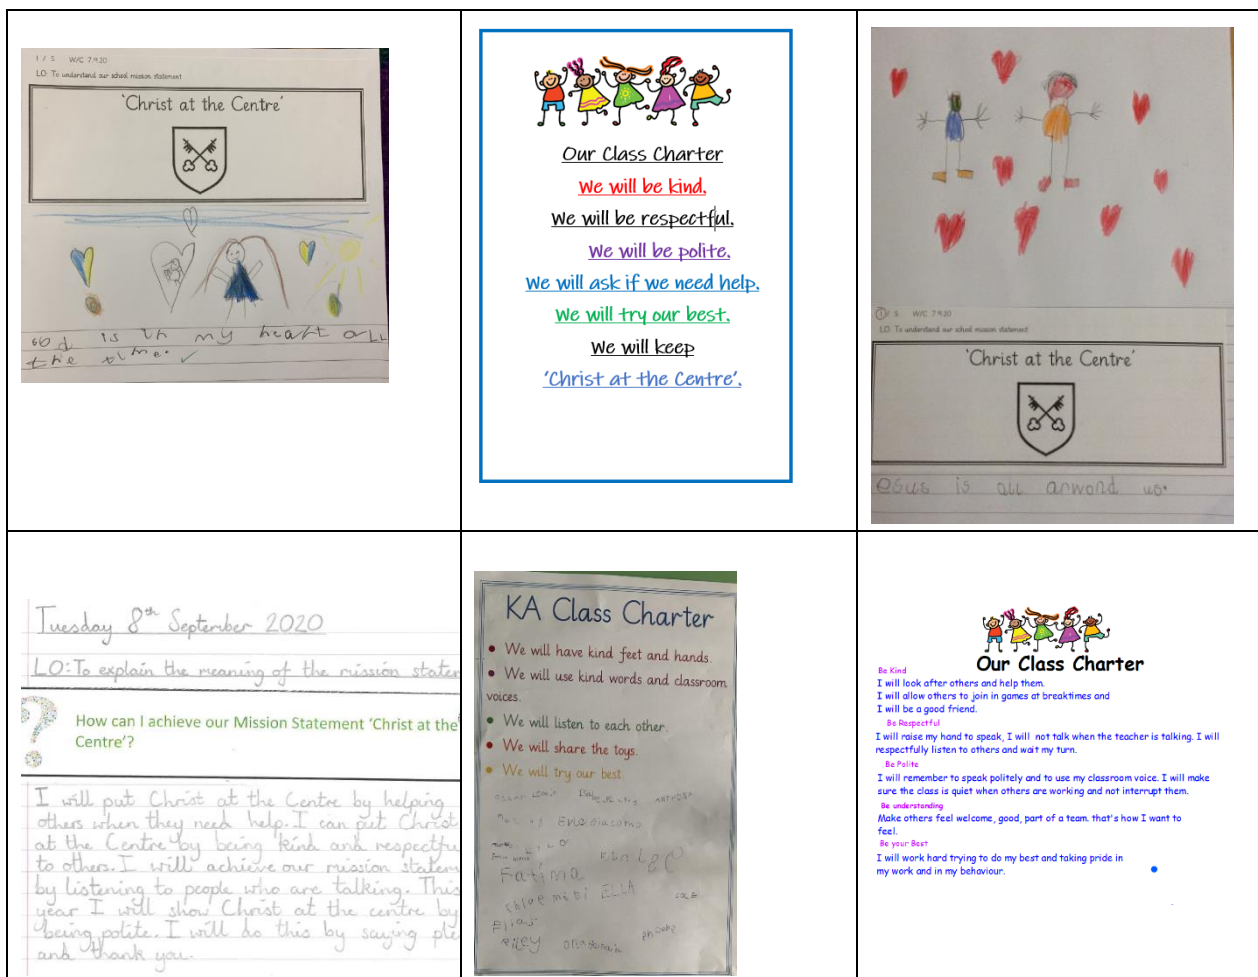 1 / S W/C 7.9.20
LO: To understand our school mission statement
'Christ at the Centre'
God is in my heart all
the time.
Our Class Charter
We will be kind.
We will be respectful.
We will be polite.
We will ask if we need help.
We will try our best.
We will keep
'Christ at the Centre'.
1 / S W/C 7.9.20
LO: To understand our school mission statement
'Christ at the Centre'
esus is all arwond us.
Tuesday 8th September 2020
LO: To explain the meaning of the mission statem
How can I achieve our Mission Statement 'Christ at the
Centre'?
I will put Christ at the Centre by helping
others when they need help. I can put Christ
at the Centre by being kind and respectfu
to others. I will achieve our mission statem
by listening to people who are talking. This
year I will show Christ at the centre by
being polite. I will do this by saying ple
and thank you.
KA Class Charter
• We will have kind feet and hands.
• We will use kind words and classroom
voices.
• We will listen to each other.
• We will share the toys.
• We will try our best.
Fatima
ELLA
Elias
Riley
Our Class Charter
Be Kind
I will look after others and help them.
I will allow others to join in games at breaktimes and
I will be a good friend.
Be Respectful
I will raise my hand to speak, I will not talk when the teacher is talking. I will
respectfully listen to others and wait my turn.
Be Polite
I will remember to speak politely and to use my classroom voice. I will make
sure the class is quiet when others are working and not interrupt them.
Be understanding
Make others feel welcome, good, part of a team. that's how I want to
feel.
Be your Best
I will work hard trying to do my best and taking pride in
my work and in my behaviour.